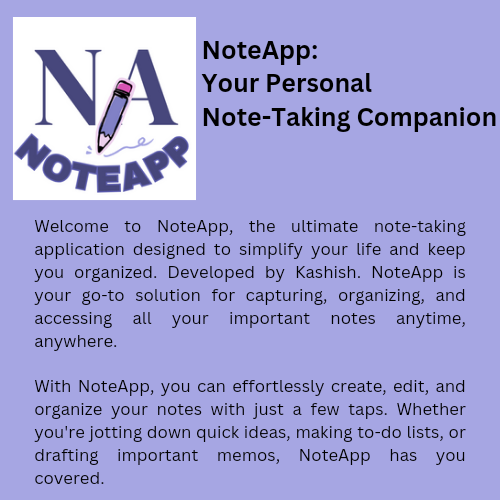 NA
NOTEAPP
NoteApp:
Your Personal
Note-Taking Companion
Welcome to NoteApp, the ultimate note-taking
application designed to simplify your life and keep
you organized. Developed by Kashish. NoteApp is
your go-to solution for capturing, organizing, and
accessing all your important notes anytime,
anywhere.
With NoteApp, you can effortlessly create, edit, and
organize your notes with just a few taps. Whether
you're jotting down quick ideas, making to-do lists, or
drafting important memos, NoteApp has you
covered.